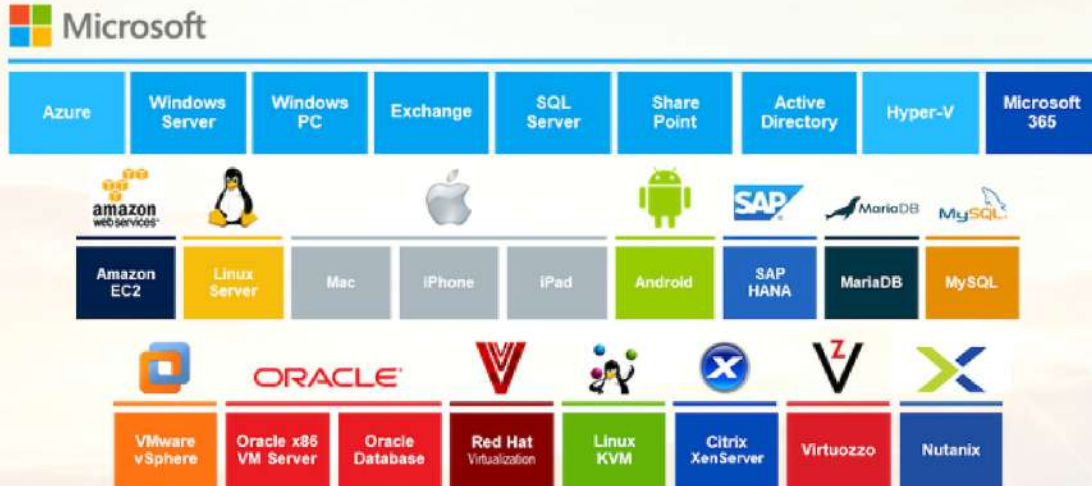 Microsoft
Azure
Windows
Server
Windows
PC
Exchange
SQL
Server
Share
Point
Active
Directory
Hyper-V
Microsoft
365
amazon
webservices™
SAP
MariaDB
MySQL
Amazon
EC2
Linux
Server
Mac
iPhone
iPad
Android
SAP
HANA
MariaDB
MySQL
ORACLE
VMware
vSphere
Oracle x86
VM Server
Oracle
Database
Red Hat
Virtualization
Linux
KVM
Citrix
XenServer
Virtuozzo
Nutanix